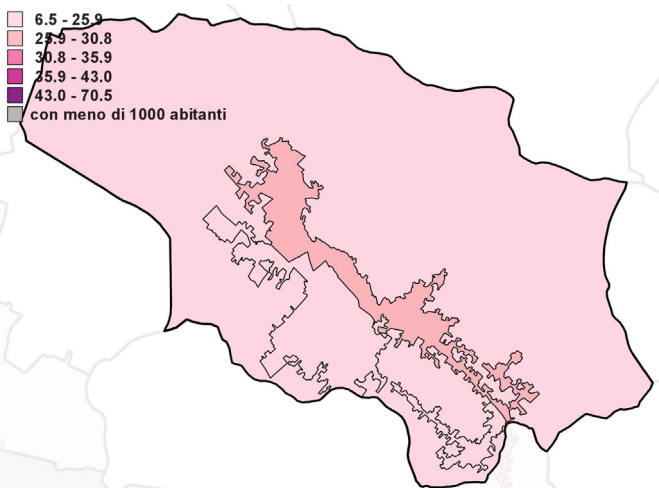 6.5 - 25.9
25.9 - 30.8
30.8 - 35.9
35.9 - 43.0
43.0 - 70.5
con meno di 1000 abitanti